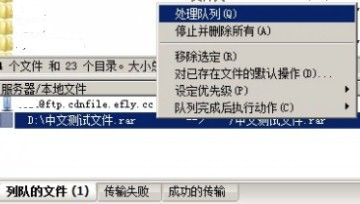 处理队列(Q)
停止并删除所有(A)
移除选定(R)
对已存在文件的默认操作(D)...
设定优先级(P)
队列完成后执行动作(C)
4 个文件 和 23 个目录。大小总
服务器/本地文件
@ftp.cdnfile.efly.cc
D:\中文测试文件.rar
-->
/中文测试文件.rar
列队的文件 (1)
传输失败
成功的传输